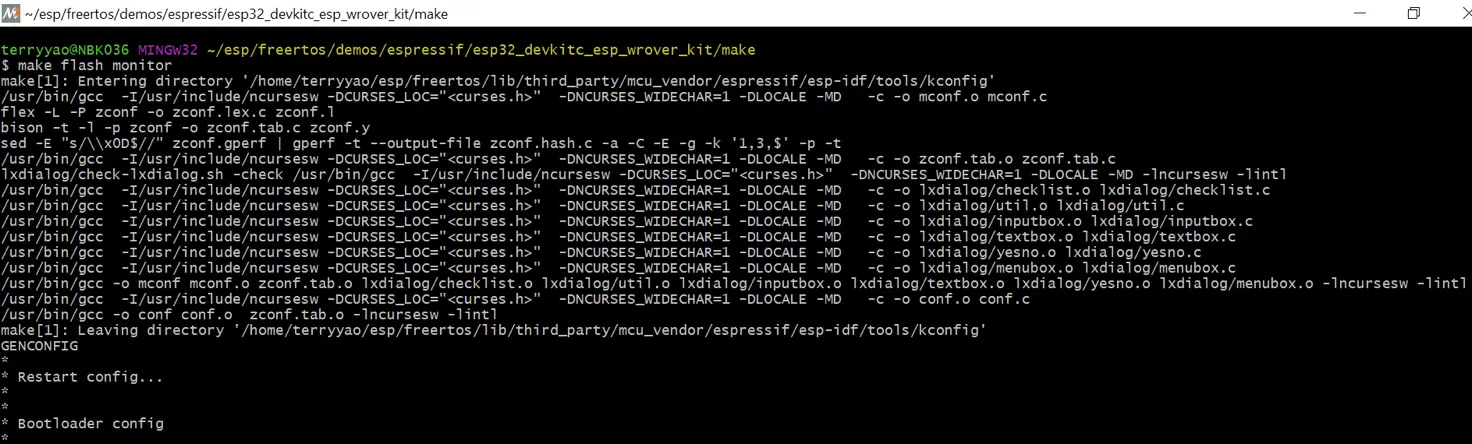 ~/esp/freertos/demos/espressif/esp32_devkitc_esp_wrover_kit/make
terryyao@NBK036 MINGW32 ~/esp/freertos/demos/espressif/esp32_devkitc_esp_wrover_kit/make
$ make flash monitor
make[1]: Entering directory '/home/terryyao/esp/freertos/lib/third_party/mcu_vendor/espressif/esp-idf/tools/kconfig'
/usr/bin/gcc  -I/usr/include/ncursesw -DCURSES_LOC="<curses.h>"  -DNCURSES_WIDECHAR=1 -DLOCALE -MD   -c -o mconf.o mconf.c
flex -L -P zconf -o zconf.lex.c zconf.l
bison -t -l -p zconf -o zconf.tab.c zconf.y
sed -E "s/\\x0D$//" zconf.gperf | gperf -t --output-file zconf.hash.c -a -C -E -g -k '1,3,$' -p -t
/usr/bin/gcc  -I/usr/include/ncursesw -DCURSES_LOC="<curses.h>"  -DNCURSES_WIDECHAR=1 -DLOCALE -MD   -c -o zconf.tab.o zconf.tab.c
lxdialog/check-lxdialog.sh -check /usr/bin/gcc  -I/usr/include/ncursesw -DCURSES_LOC="<curses.h>"  -DNCURSES_WIDECHAR=1 -DLOCALE -MD -lncursesw -lintl
/usr/bin/gcc  -I/usr/include/ncursesw -DCURSES_LOC="<curses.h>"  -DNCURSES_WIDECHAR=1 -DLOCALE -MD   -c -o lxdialog/checklist.o lxdialog/checklist.c
/usr/bin/gcc  -I/usr/include/ncursesw -DCURSES_LOC="<curses.h>"  -DNCURSES_WIDECHAR=1 -DLOCALE -MD   -c -o lxdialog/util.o lxdialog/util.c
/usr/bin/gcc  -I/usr/include/ncursesw -DCURSES_LOC="<curses.h>"  -DNCURSES_WIDECHAR=1 -DLOCALE -MD   -c -o lxdialog/inputbox.o lxdialog/inputbox.c
/usr/bin/gcc  -I/usr/include/ncursesw -DCURSES_LOC="<curses.h>"  -DNCURSES_WIDECHAR=1 -DLOCALE -MD   -c -o lxdialog/textbox.o lxdialog/textbox.c
/usr/bin/gcc  -I/usr/include/ncursesw -DCURSES_LOC="<curses.h>"  -DNCURSES_WIDECHAR=1 -DLOCALE -MD   -c -o lxdialog/yesno.o lxdialog/yesno.c
/usr/bin/gcc  -I/usr/include/ncursesw -DCURSES_LOC="<curses.h>"  -DNCURSES_WIDECHAR=1 -DLOCALE -MD   -c -o lxdialog/menubox.o lxdialog/menubox.c
/usr/bin/gcc -o mconf mconf.o zconf.tab.o lxdialog/checklist.o lxdialog/util.o lxdialog/inputbox.o lxdialog/textbox.o lxdialog/yesno.o lxdialog/menubox.o -lncursesw -lintl
/usr/bin/gcc  -I/usr/include/ncursesw -DCURSES_LOC="<curses.h>"  -DNCURSES_WIDECHAR=1 -DLOCALE -MD   -c -o conf.o conf.c
/usr/bin/gcc -o conf conf.o  zconf.tab.o -lncursesw -lintl
make[1]: Leaving directory '/home/terryyao/esp/freertos/lib/third_party/mcu_vendor/espressif/esp-idf/tools/kconfig'
GENCONFIG
*
* Restart config...
*
*
* Bootloader config
*